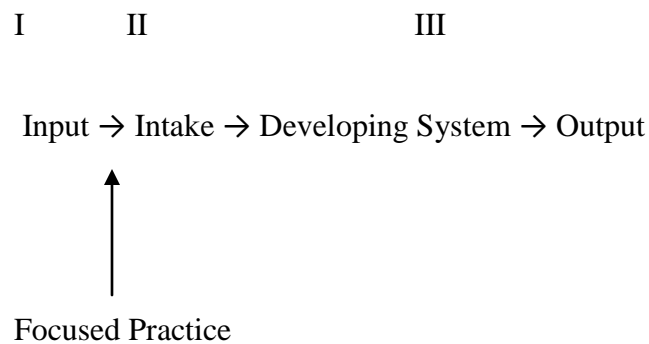 I II III
Input → Intake → Developing System → Output
Focused Practice